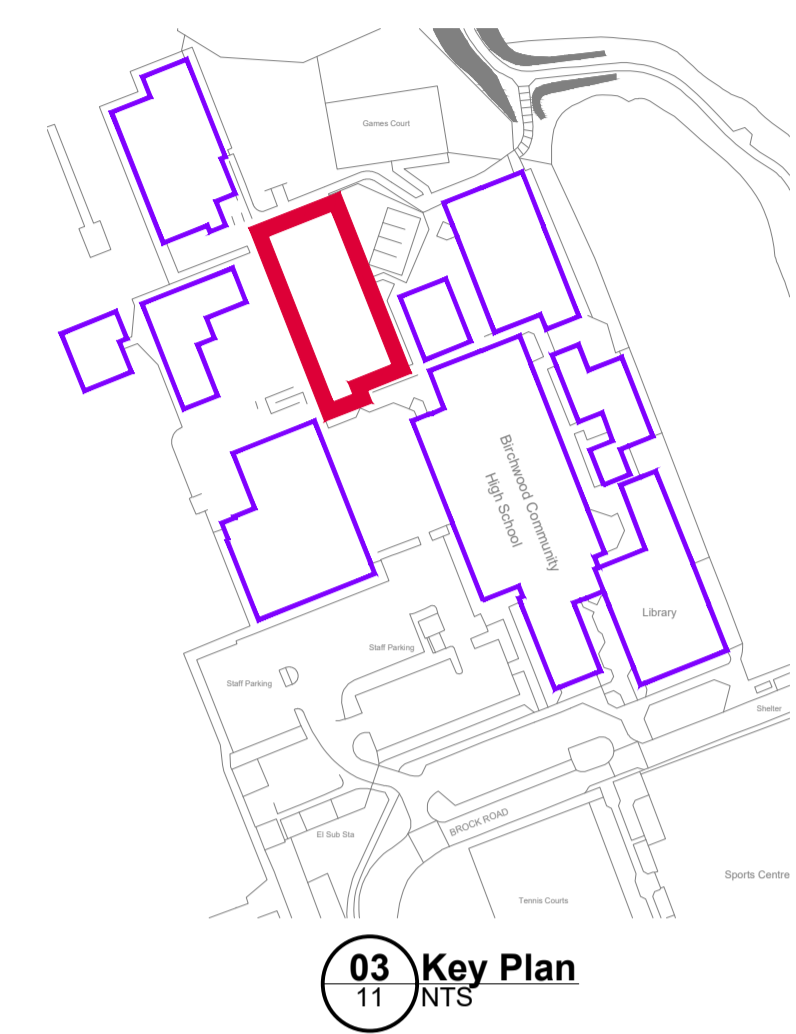 Games Court
Birchwood Community
High School
Library
Staff Parking
Staff Parking
Shelter
El Sub Sta
BROCK ROAD
Sports Centre
Tennis Courts
03 Key Plan
11 NTS